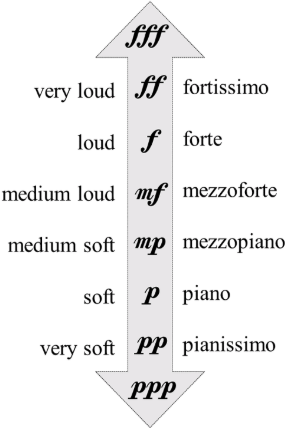 fff
very loud ff fortissimo
loud f forte
medium loud mf mezzoforte
medium soft mp mezzopiano
soft p piano
very soft pp pianissimo
ppp